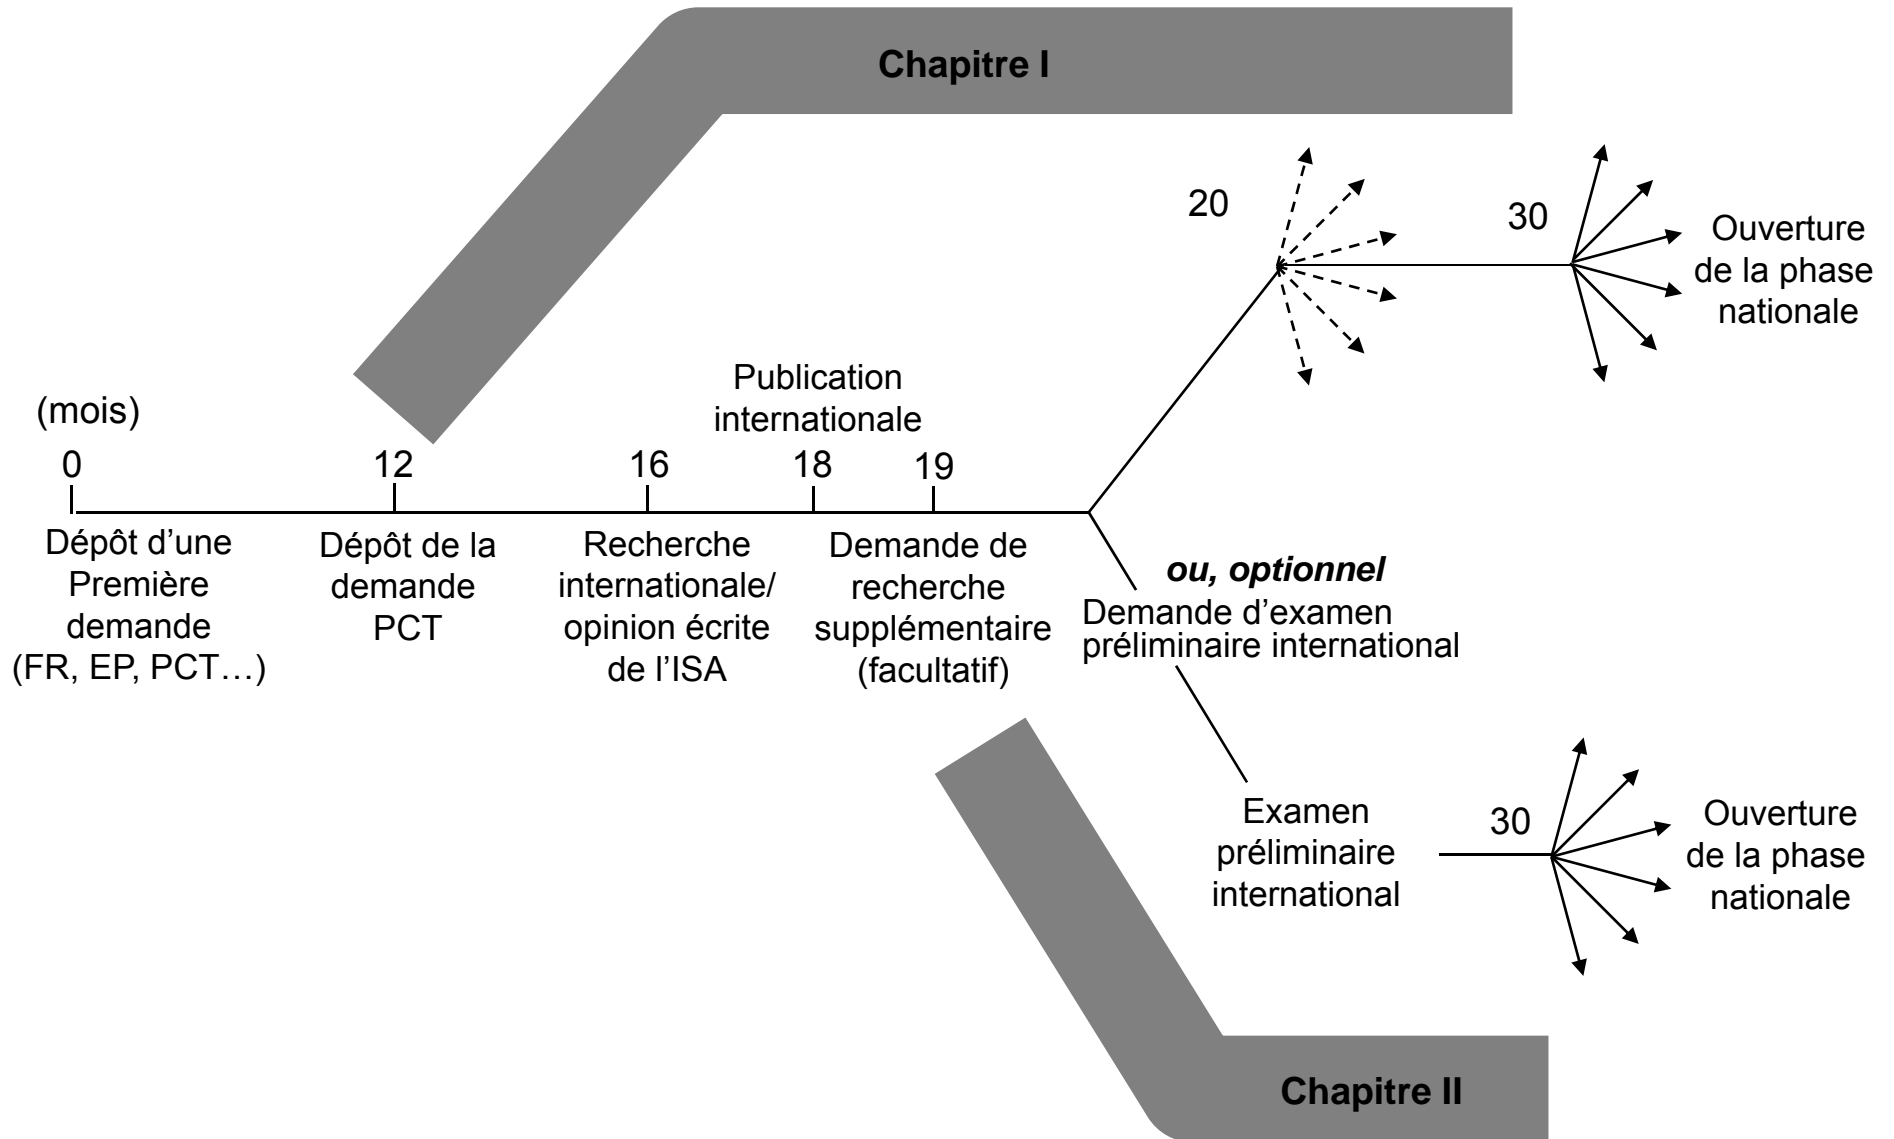 Chapitre I
20
30
Ouverture
de la phase
nationale
Publication
internationale
(mois)
0
12
16
18
19
Dépôt d’une
Première
demande
(FR, EP, PCT…)
Dépôt de la
demande
PCT
Recherche
internationale/
opinion écrite
de l’ISA
Demande de
recherche
supplémentaire
(facultatif)
ou, optionnel
Demande d’examen
préliminaire international
Examen
préliminaire
international
30
Ouverture
de la phase
nationale
Chapitre II